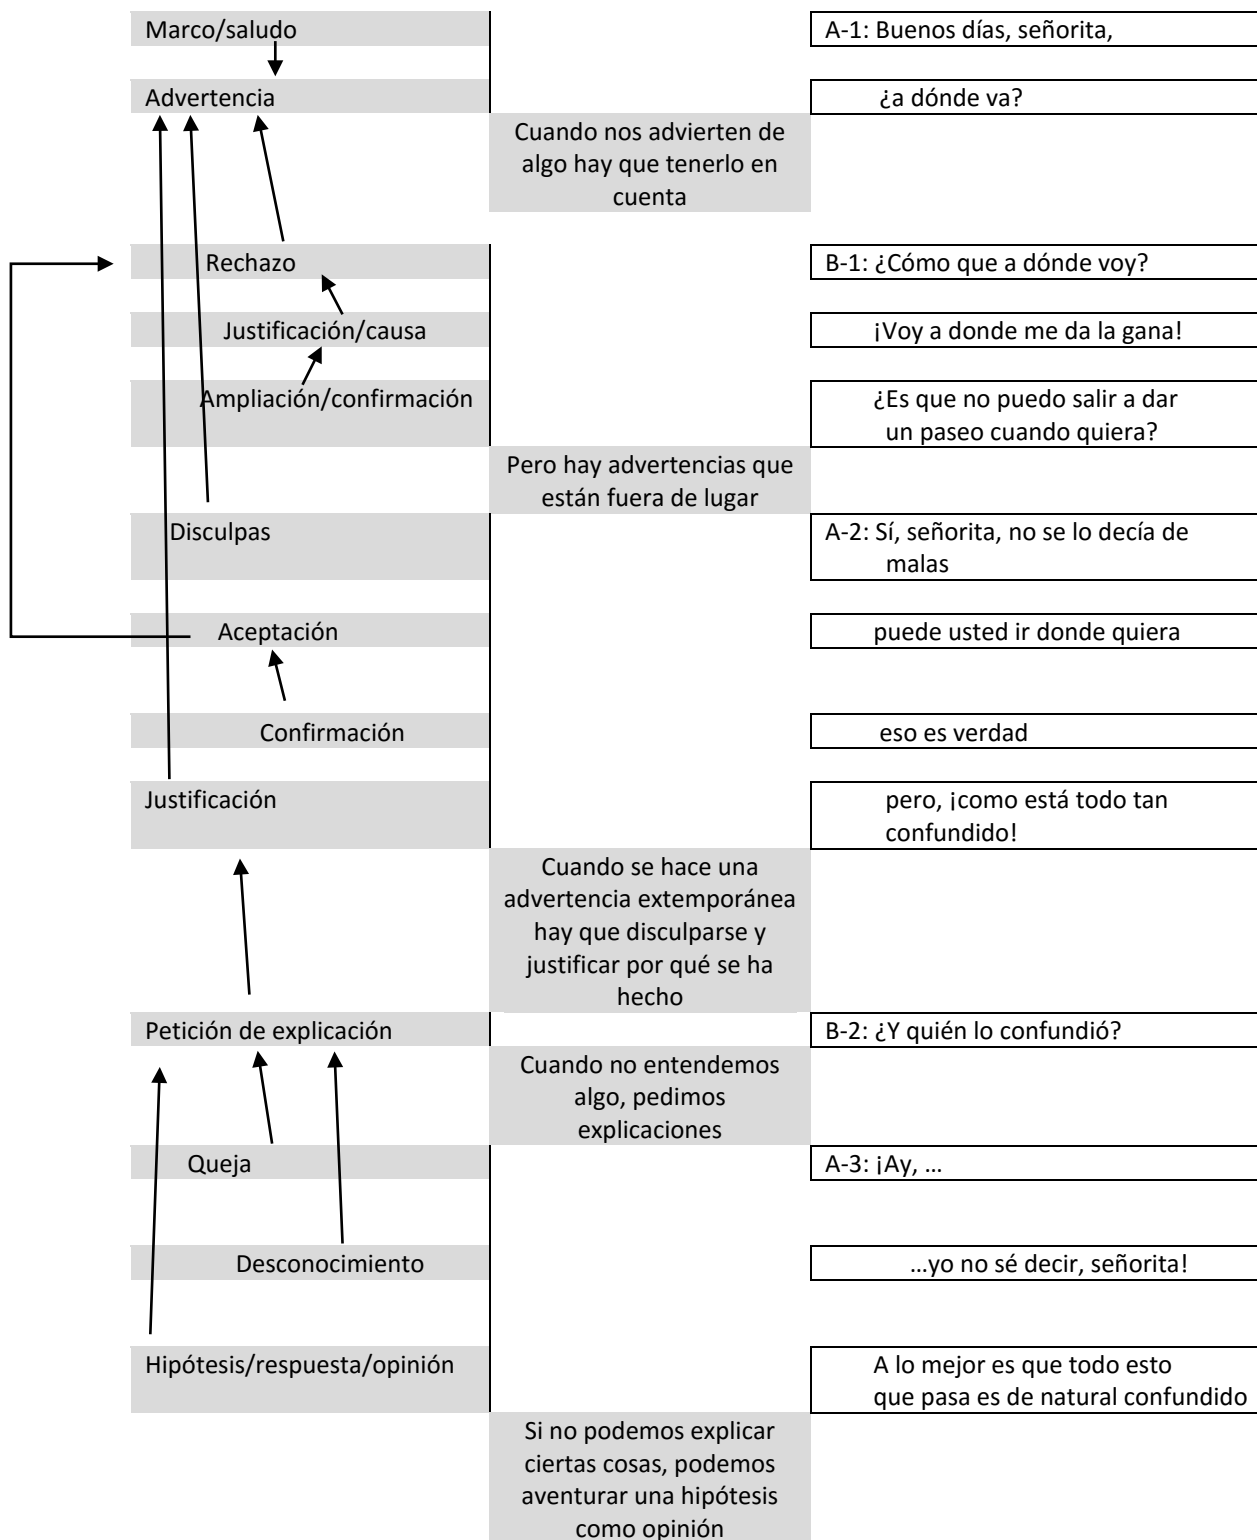 Marco/saludo
A-1: Buenos días, señorita,
Advertencia
¿a dónde va?
Cuando nos advierten de
algo hay que tenerlo en
cuenta
Rechazo
B-1: ¿Cómo que a dónde voy?
Justificación/causa
¡Voy a donde me da la gana!
Ampliación/confirmación
¿Es que no puedo salir a dar
un paseo cuando quiera?
Pero hay advertencias que
están fuera de lugar
Disculpas
A-2: Sí, señorita, no se lo decía de
malas
Aceptación
puede usted ir donde quiera
Confirmación
eso es verdad
Justificación
pero, ¡como está todo tan
confundido!
Cuando se hace una
advertencia extemporánea
hay que disculparse y
justificar por qué se ha
hecho
Petición de explicación
B-2: ¿Y quién lo confundió?
Cuando no entendemos
algo, pedimos
explicaciones
Queja
A-3: ¡Ay, …
Desconocimiento
…yo no sé decir, señorita!
Hipótesis/respuesta/opinión
A lo mejor es que todo esto
que pasa es de natural confundido
Si no podemos explicar
ciertas cosas, podemos
aventurar una hipótesis
como opinión